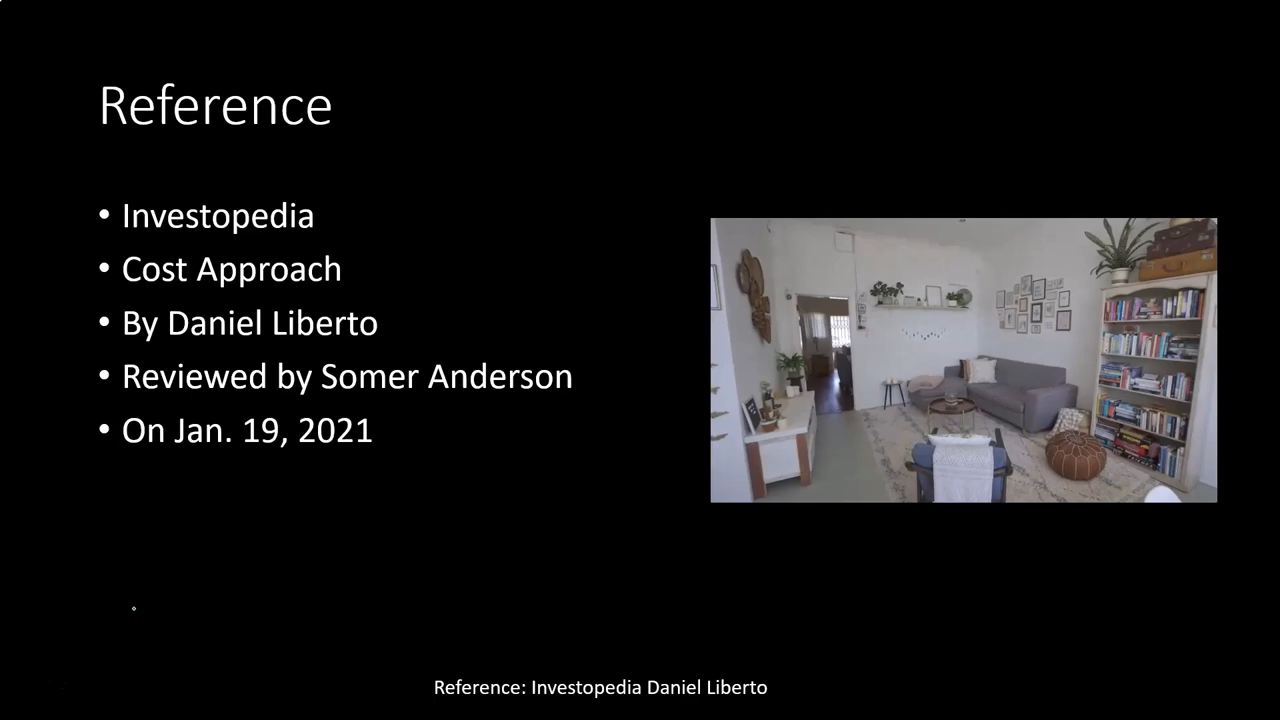 Reference
• Investopedia
• Cost Approach
• By Daniel Liberto
• Reviewed by Somer Anderson
• On Jan. 19, 2021
Reference: Investopedia Daniel Liberto